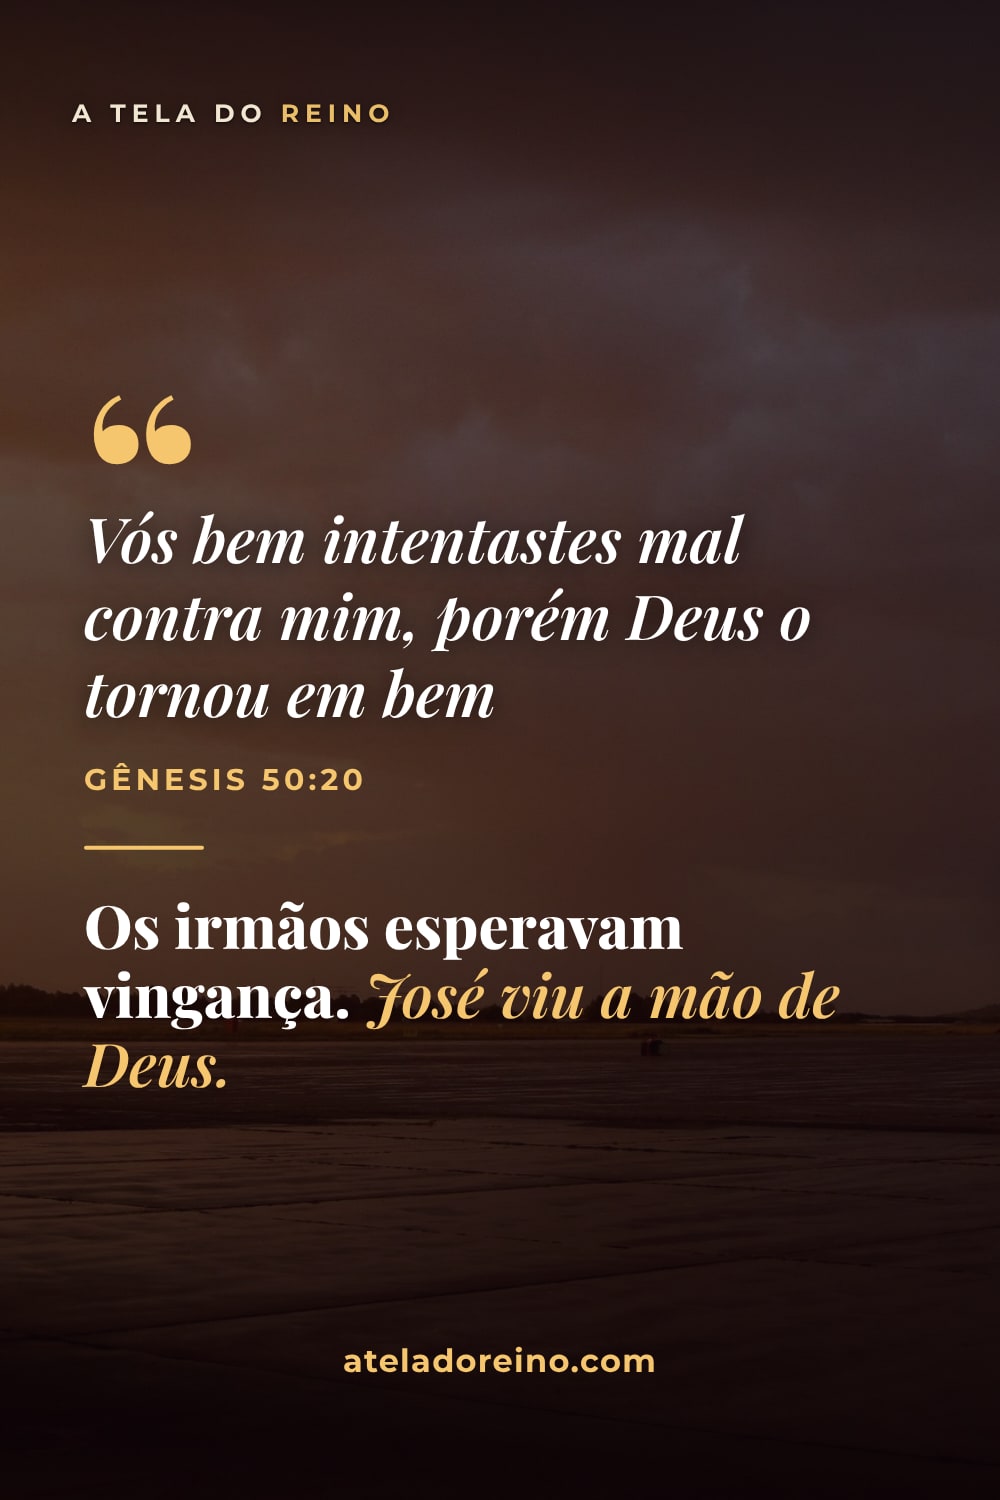 A TELA DO REINO
“
Vós bem intentastes mal
contra mim, porém Deus o
tornou em bem
GÊNESIS 50:20
Os irmãos esperavam
vingança. José viu a mão de
Deus.
ateladoreino.com